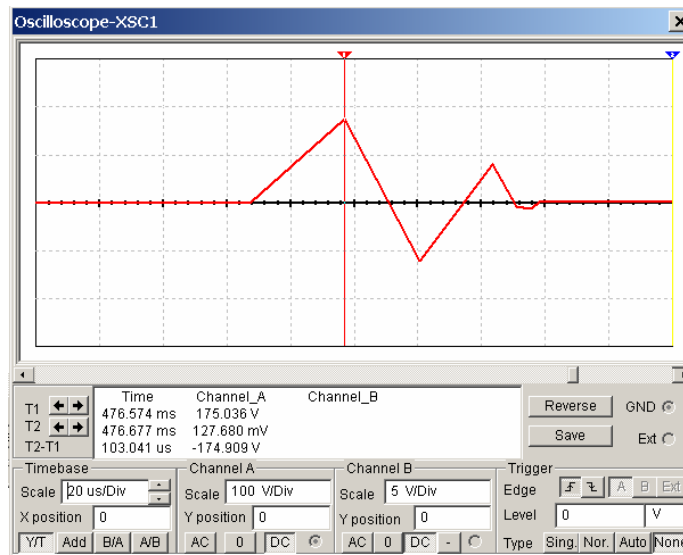 Oscilloscope-XSC1
1
2
Time Channel_A Channel_B
T1 476.574 ms 175.036 V
T2 476.677 ms 127.680 mV
T2-T1 103.041 us -174.909 V
Reverse
Save
GND
Ext
Timebase
Scale 20 us/Div
X position 0
Y/T Add B/A A/B
Channel A
Scale 100 V/Div
Y position 0
AC 0 DC
Channel B
Scale 5 V/Div
Y position 0
AC 0 DC -
Trigger
Edge A B Ext
Level 0 V
Type Sing. Nor. Auto None